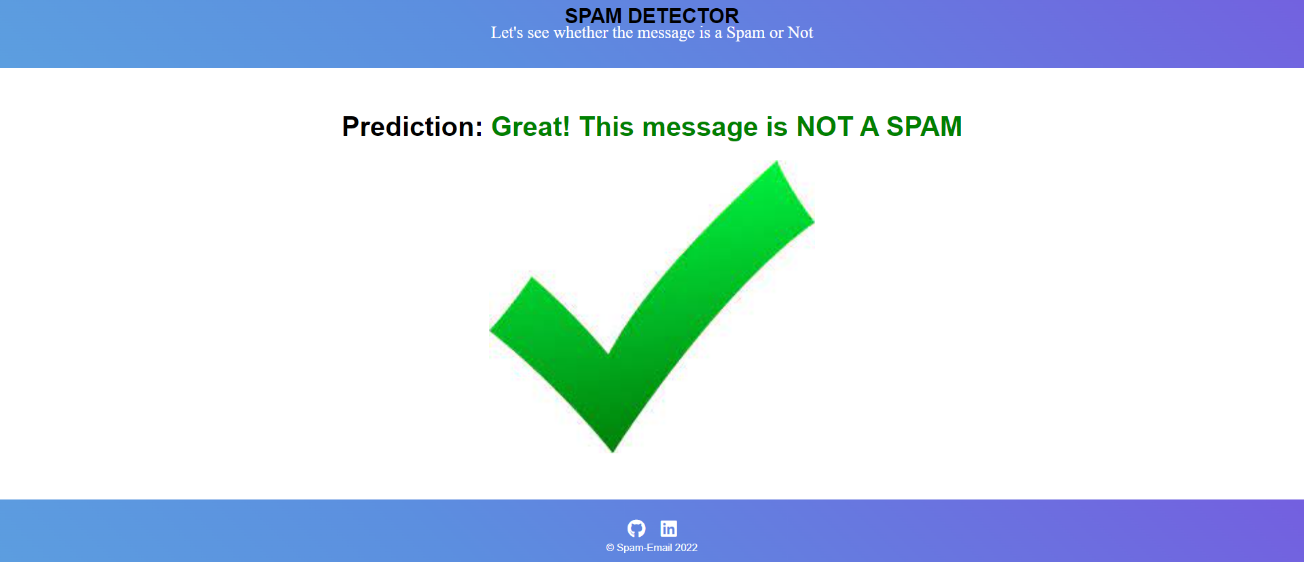 SPAM DETECTOR
Let's see whether the message is a Spam or Not
Prediction: Great! This message is NOT A SPAM
© Spam-Email 2022